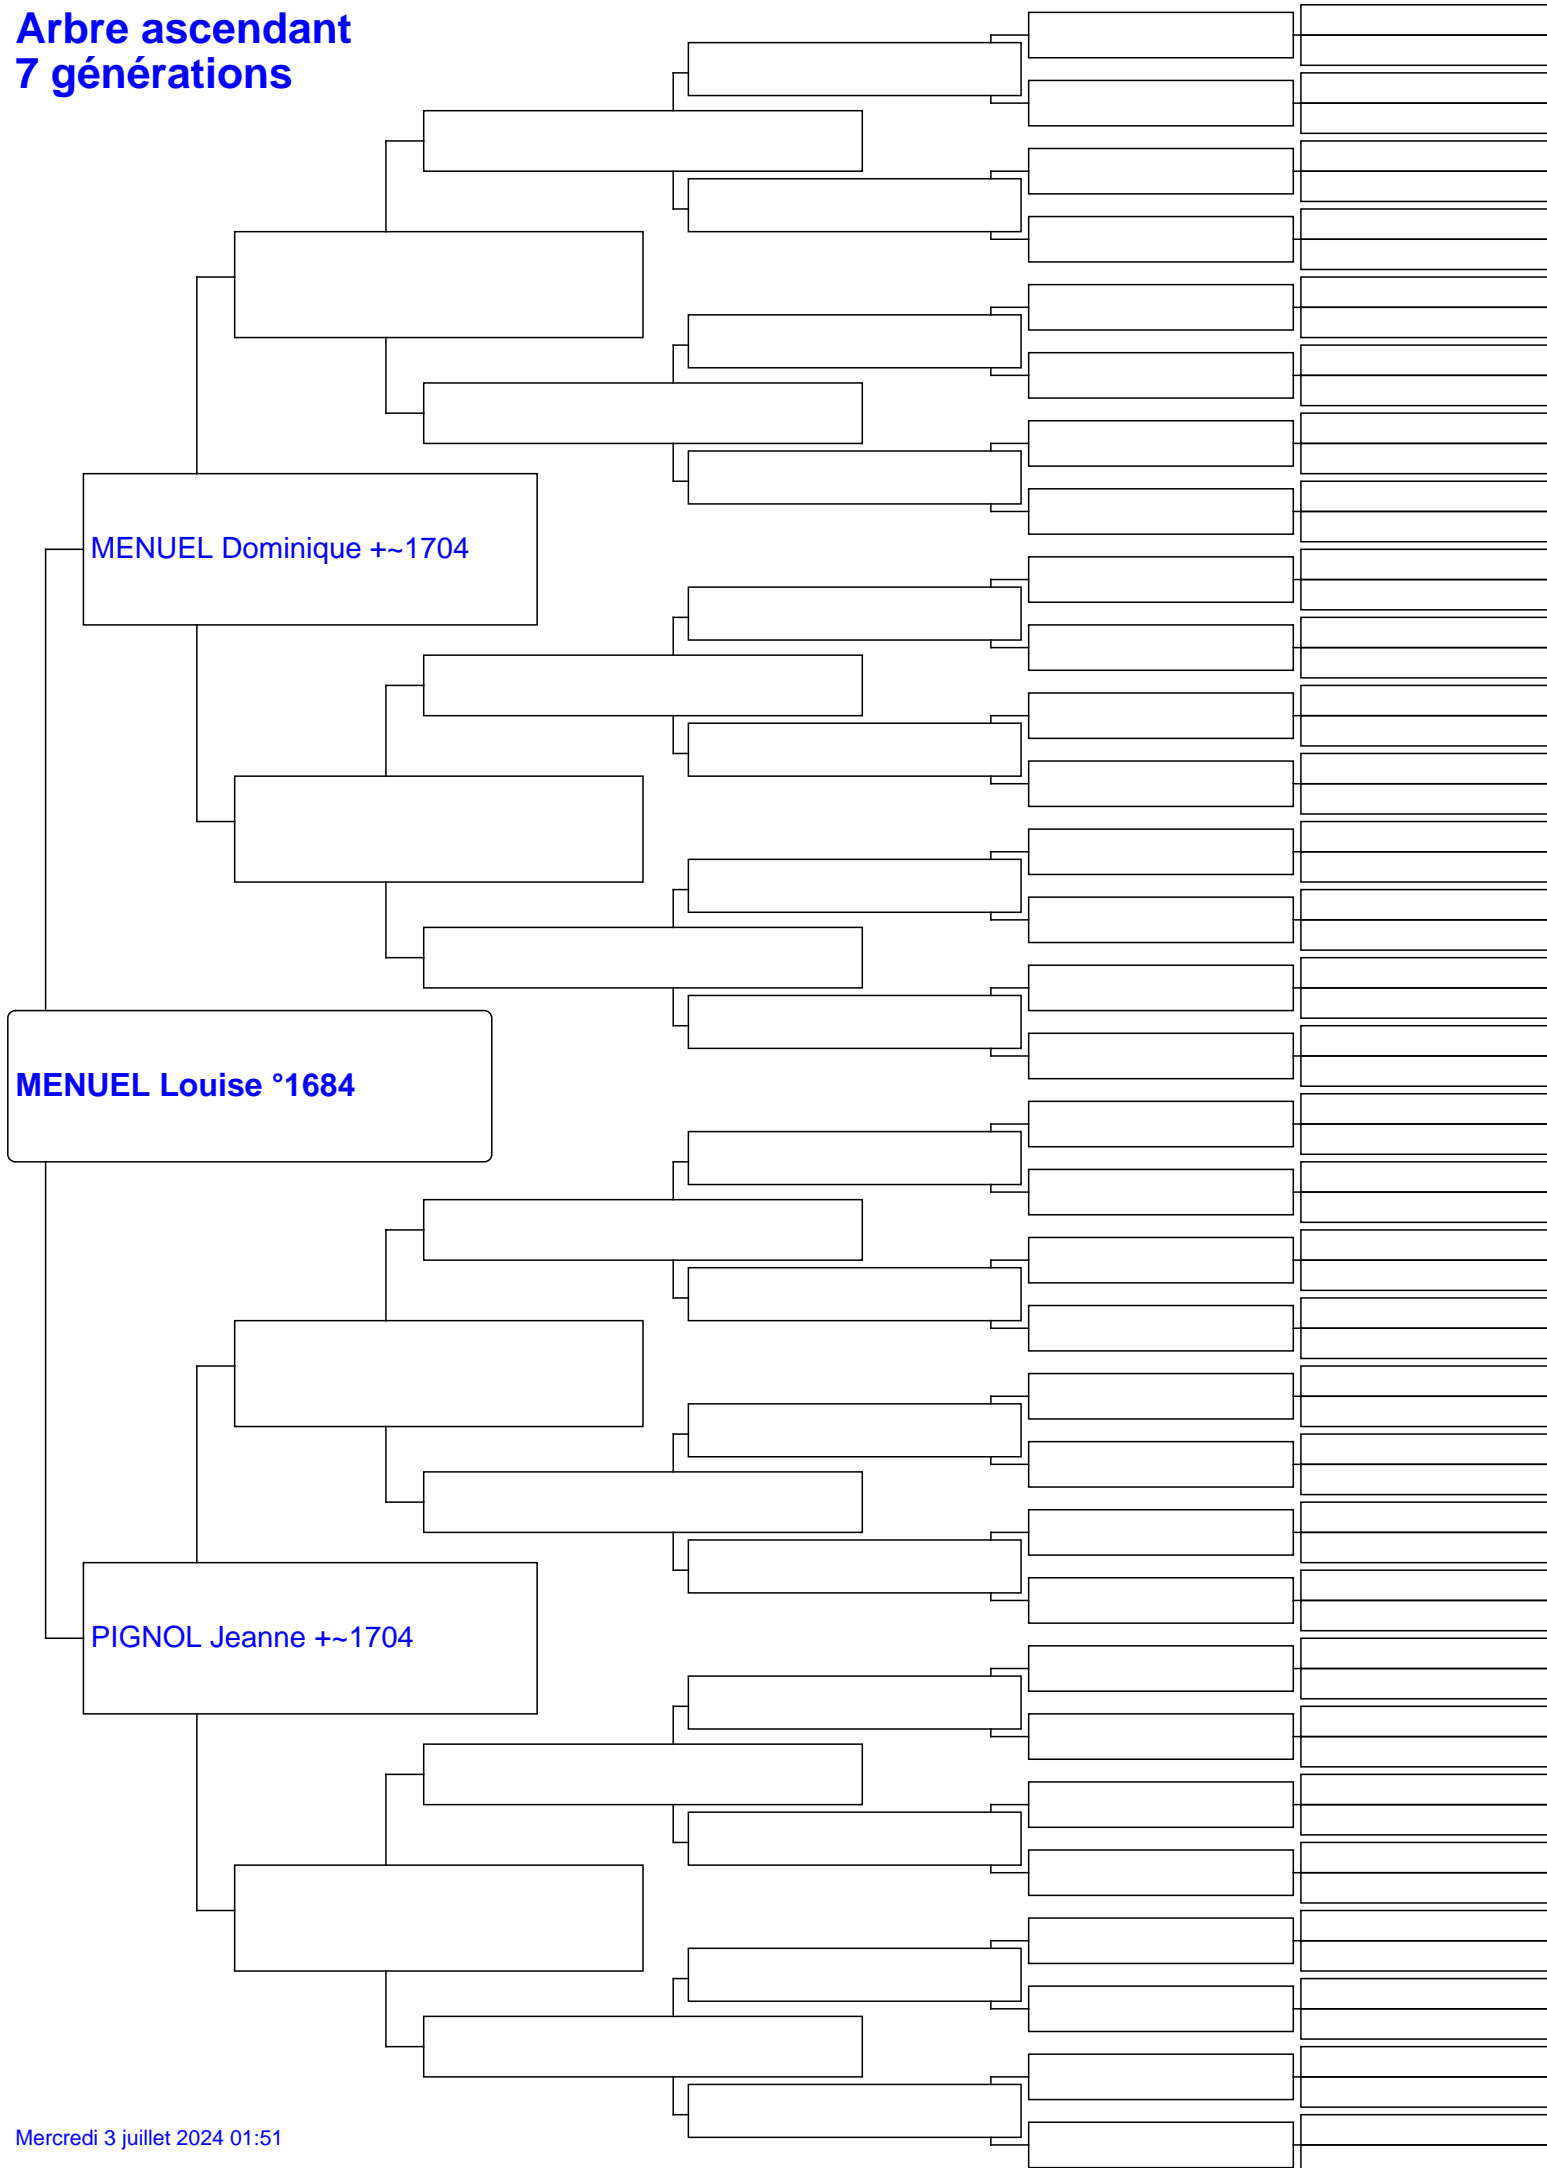 Arbre ascendant
7 générations
MENUEL Dominique +~1704
MENUEL Louise °1684
PIGNOL Jeanne +~1704
Mercredi 3 juillet 2024 01:51